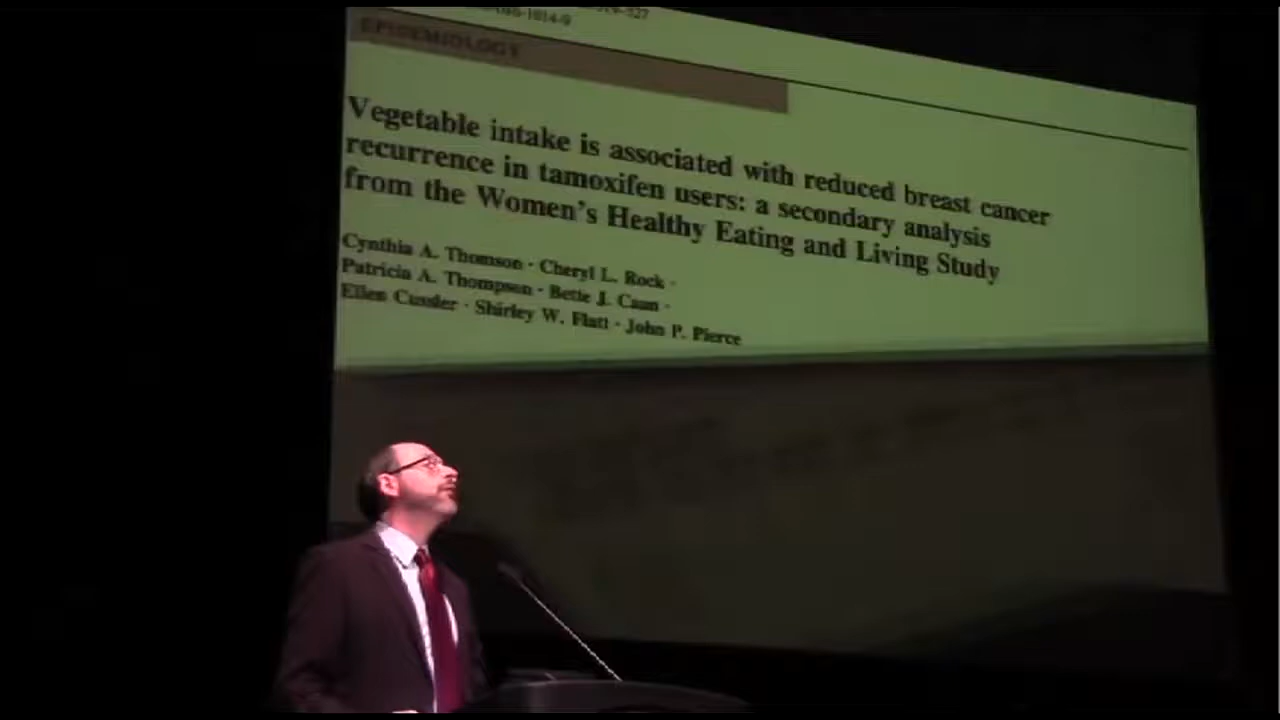 EPIDEMIOLOGY
Vegetable intake is associated with reduced breast cancer
recurrence in tamoxifen users: a secondary analysis
from the Women's Healthy Eating and Living Study
Cynthia A. Thomson · Cheryl L. Rock ·
Patricia A. Thompson · Bette J. Caan ·
Ellen Cussler · Shirley W. Flatt · John P. Pierce